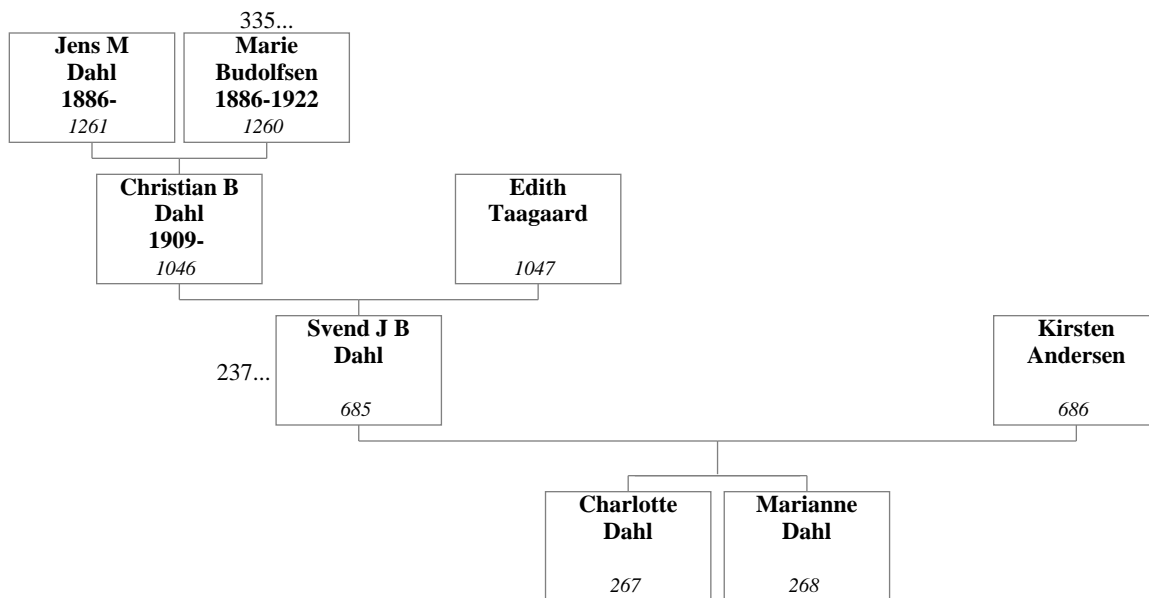 335...
Jens M
Dahl
1886-
1261
Marie
Budolfsen
1886-1922
1260
Christian B
Dahl
1909-
1046
Edith
Taagaard
1047
237...
Svend J B
Dahl
685
Kirsten
Andersen
686
Charlotte
Dahl
267
Marianne
Dahl
268